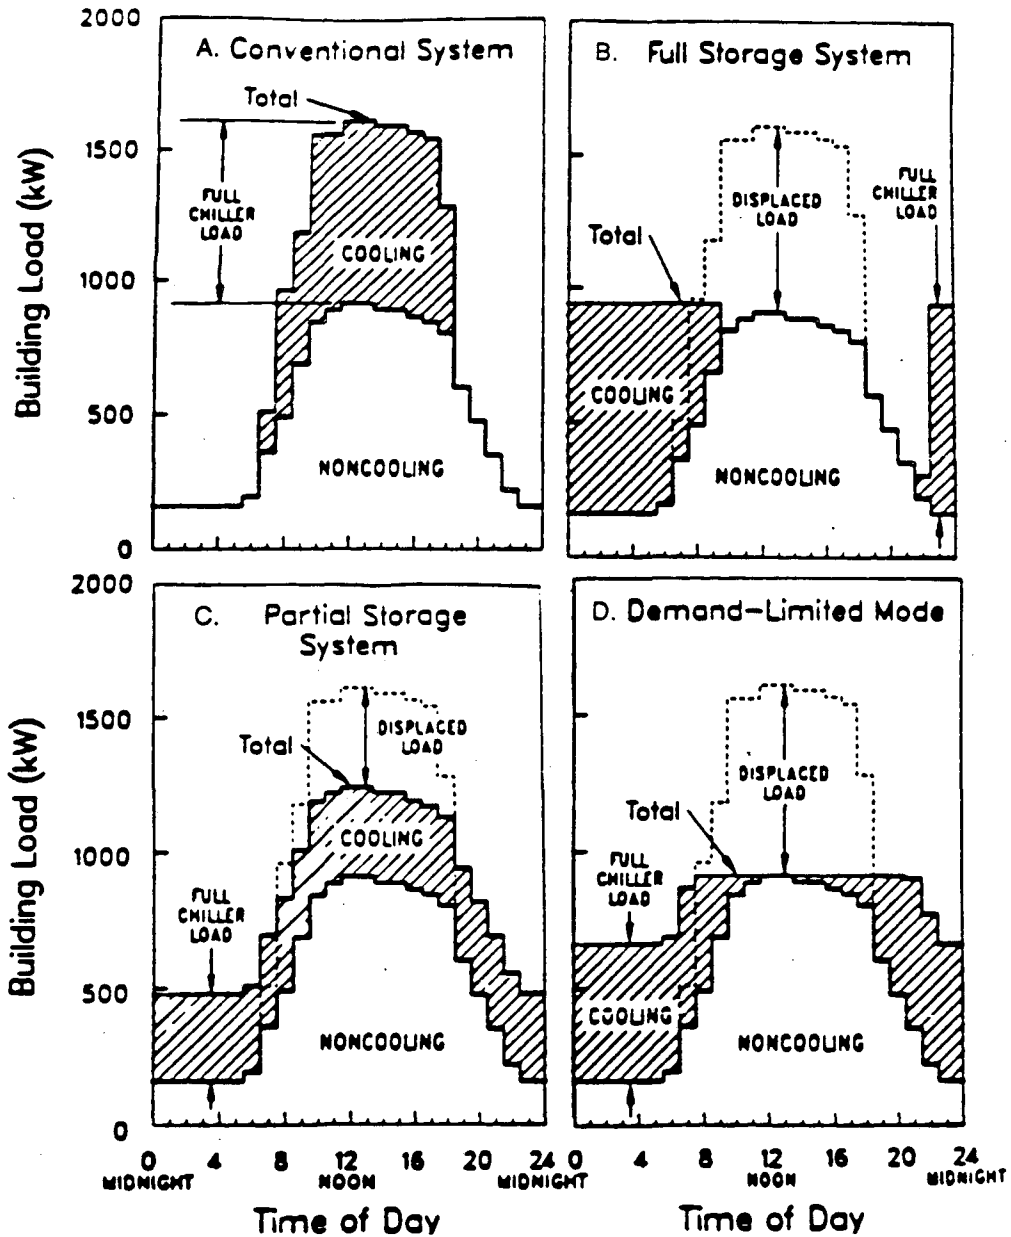 2000
A. Conventional System
Total
1500
FULL
CHILLER
LOAD
COOLING
1000
500
NONCOOLING
0
Building Load (kW)
B. Full Storage System
FULL
CHILLER
LOAD
DISPLACED
LOAD
Total
COOLING
NONCOOLING
2000
C. Partial Storage
System
1500
DISPLACED
LOAD
Total
COOLING
1000
FULL
CHILLER
LOAD
500
NONCOOLING
0
Building Load (kW)
0 4 8 12 16 20 24
MIDNIGHT NOON MIDNIGHT
Time of Day
D. Demand-Limited Mode
DISPLACED
LOAD
Total
FULL
CHILLER
LOAD
COOLING
NONCOOLING
0 4 8 12 16 20 24
NOON MIDNIGHT
Time of Day